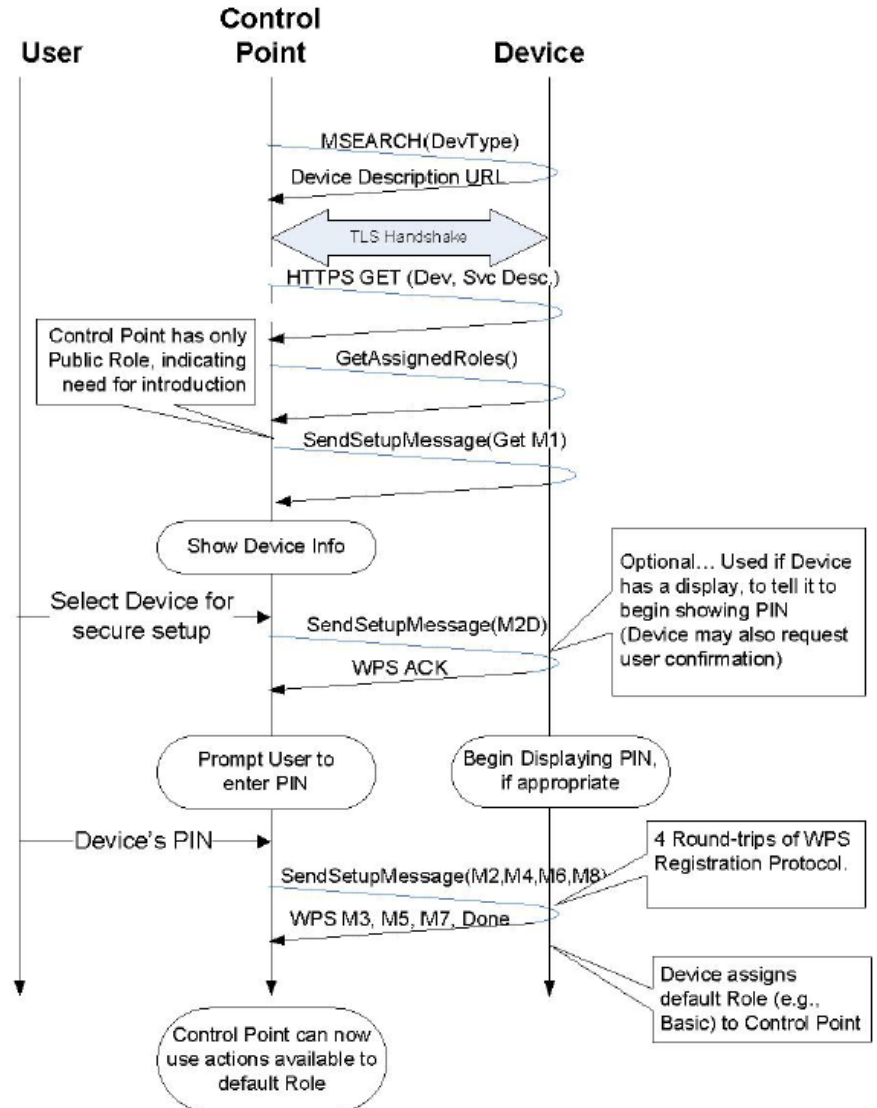 User
Control
Point
Device
MSEARCH(DevType)
Device Description URL
TLS Handshake
HTTPS GET (Dev, Svc Desc.)
Control Point has only
Public Role, indicating
need for introduction
GetAssignedRoles()
SendSetupMessage(Get M1)
Show Device Info
Optional... Used if Device
has a display, to tell it to
begin showing PIN
(Device may also request
user confirmation)
Select Device for
secure setup
SendSetupMessage(M2D)
WPS ACK
Prompt User to
enter PIN
Begin Displaying PIN,
if appropriate
Device's PIN
4 Round-trips of WPS
Registration Protocol.
SendSetupMessage(M2,M4,M6,M8)
WPS M3, M5, M7, Done
Device assigns
default Role (e.g.,
Basic) to Control Point
Control Point can now
use actions available to
default Role